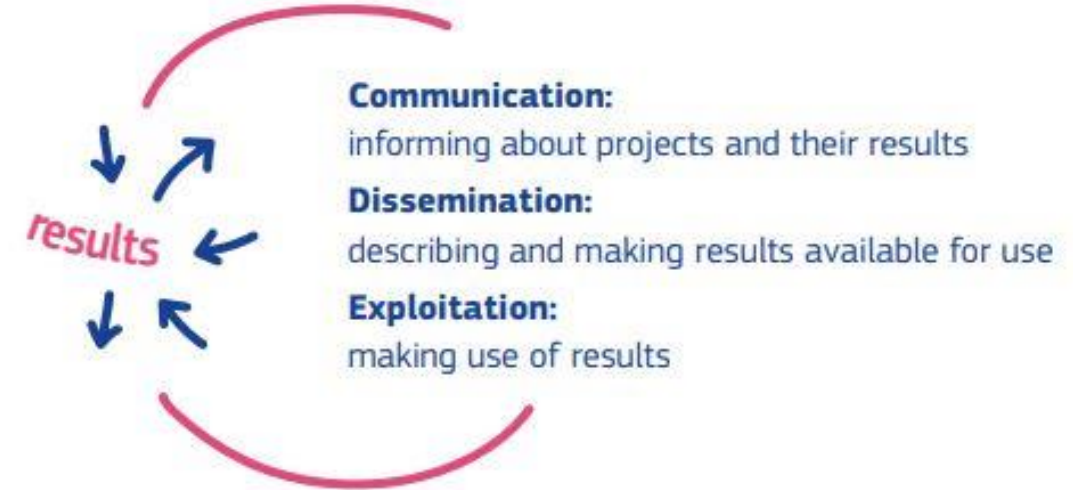 Communication:
informing about projects and their results
Dissemination:
results
describing and making results available for use
Exploitation:
making use of results